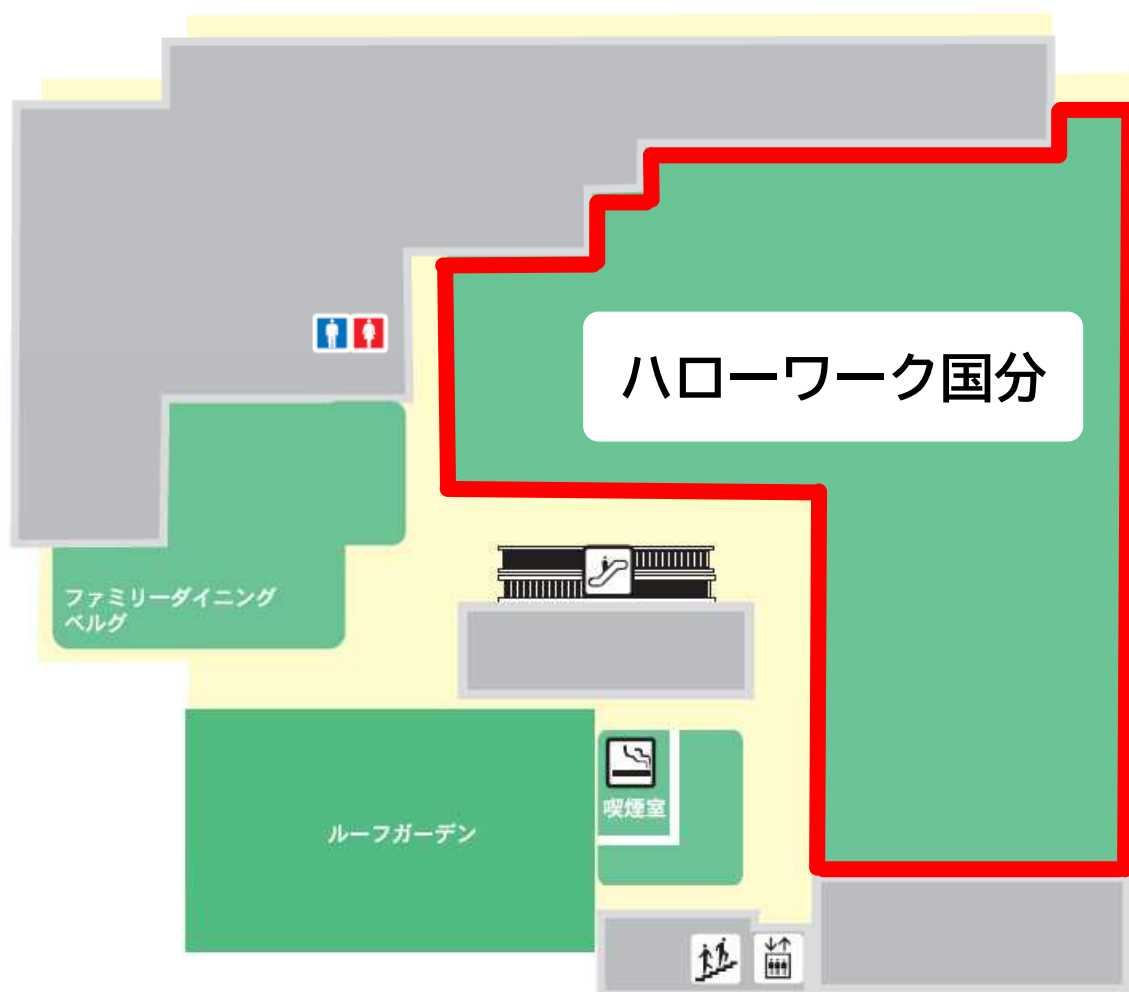 ハローワーク国分
ファミリーダイニング
ベルグ
喫煙室
ルーフガーデン